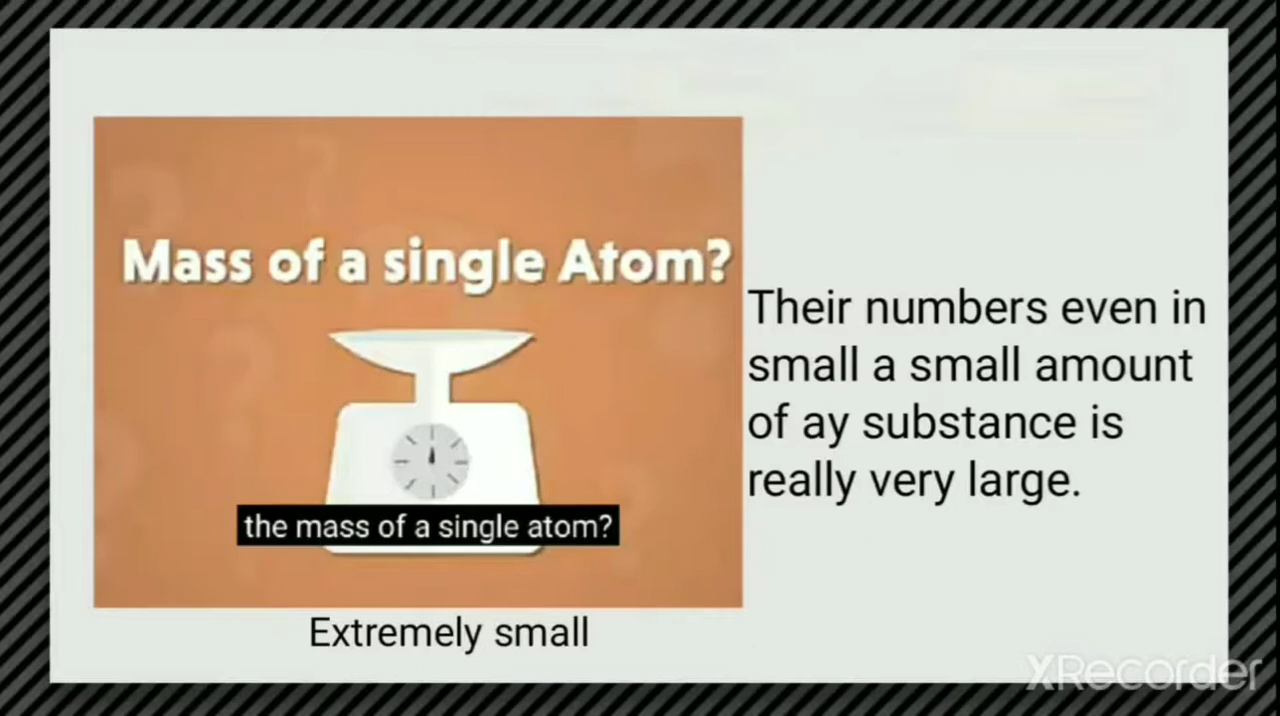 Mass of a single Atom?
Their numbers even in
small a small amount
of ay substance is
really very large.
the mass of a single atom?
Extremely small
XRecorder